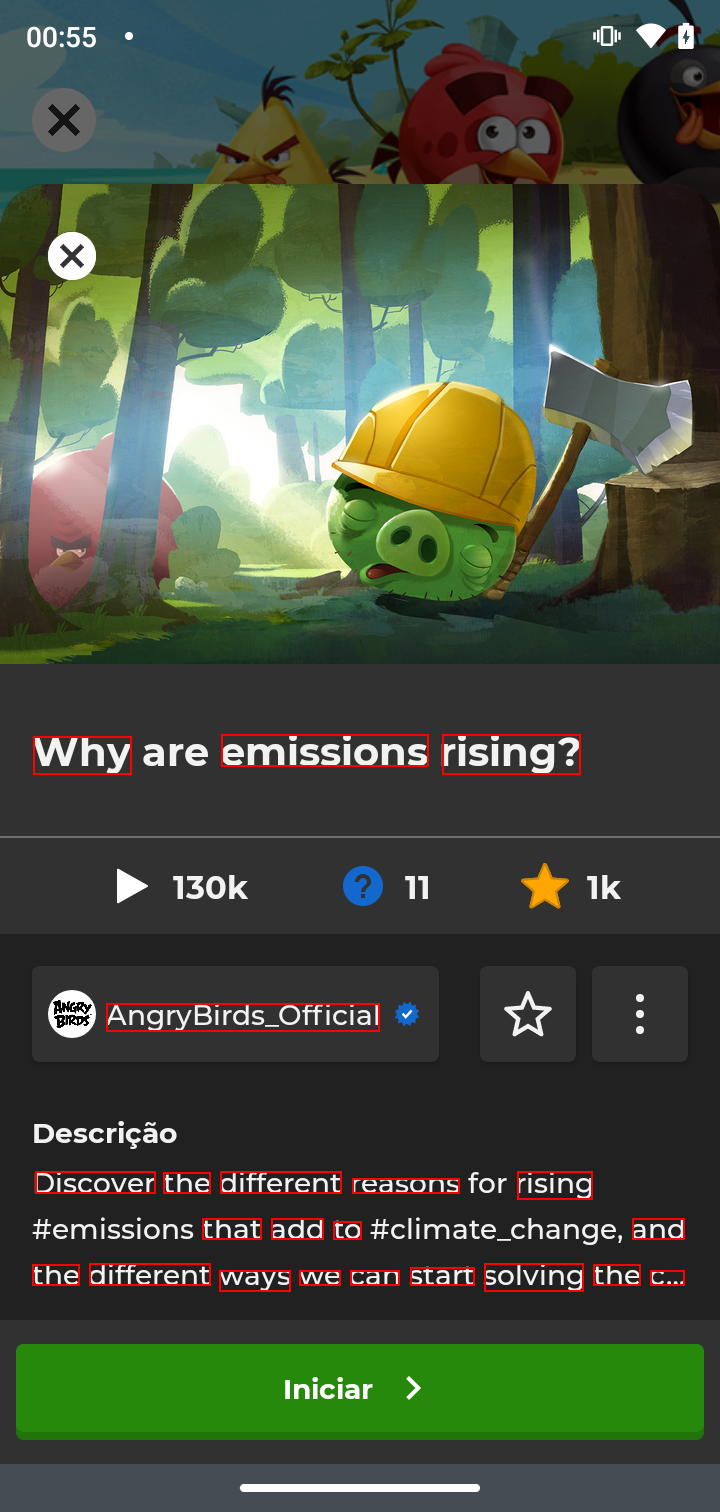 00:55
Why are emissions rising?
130k 11 1k
ANGRY BIRDS AngryBirds_Official
Descrição
Discover the different reasons for rising
#emissions that add to #climate_change, and
the different ways we can start solving the c...
Iniciar